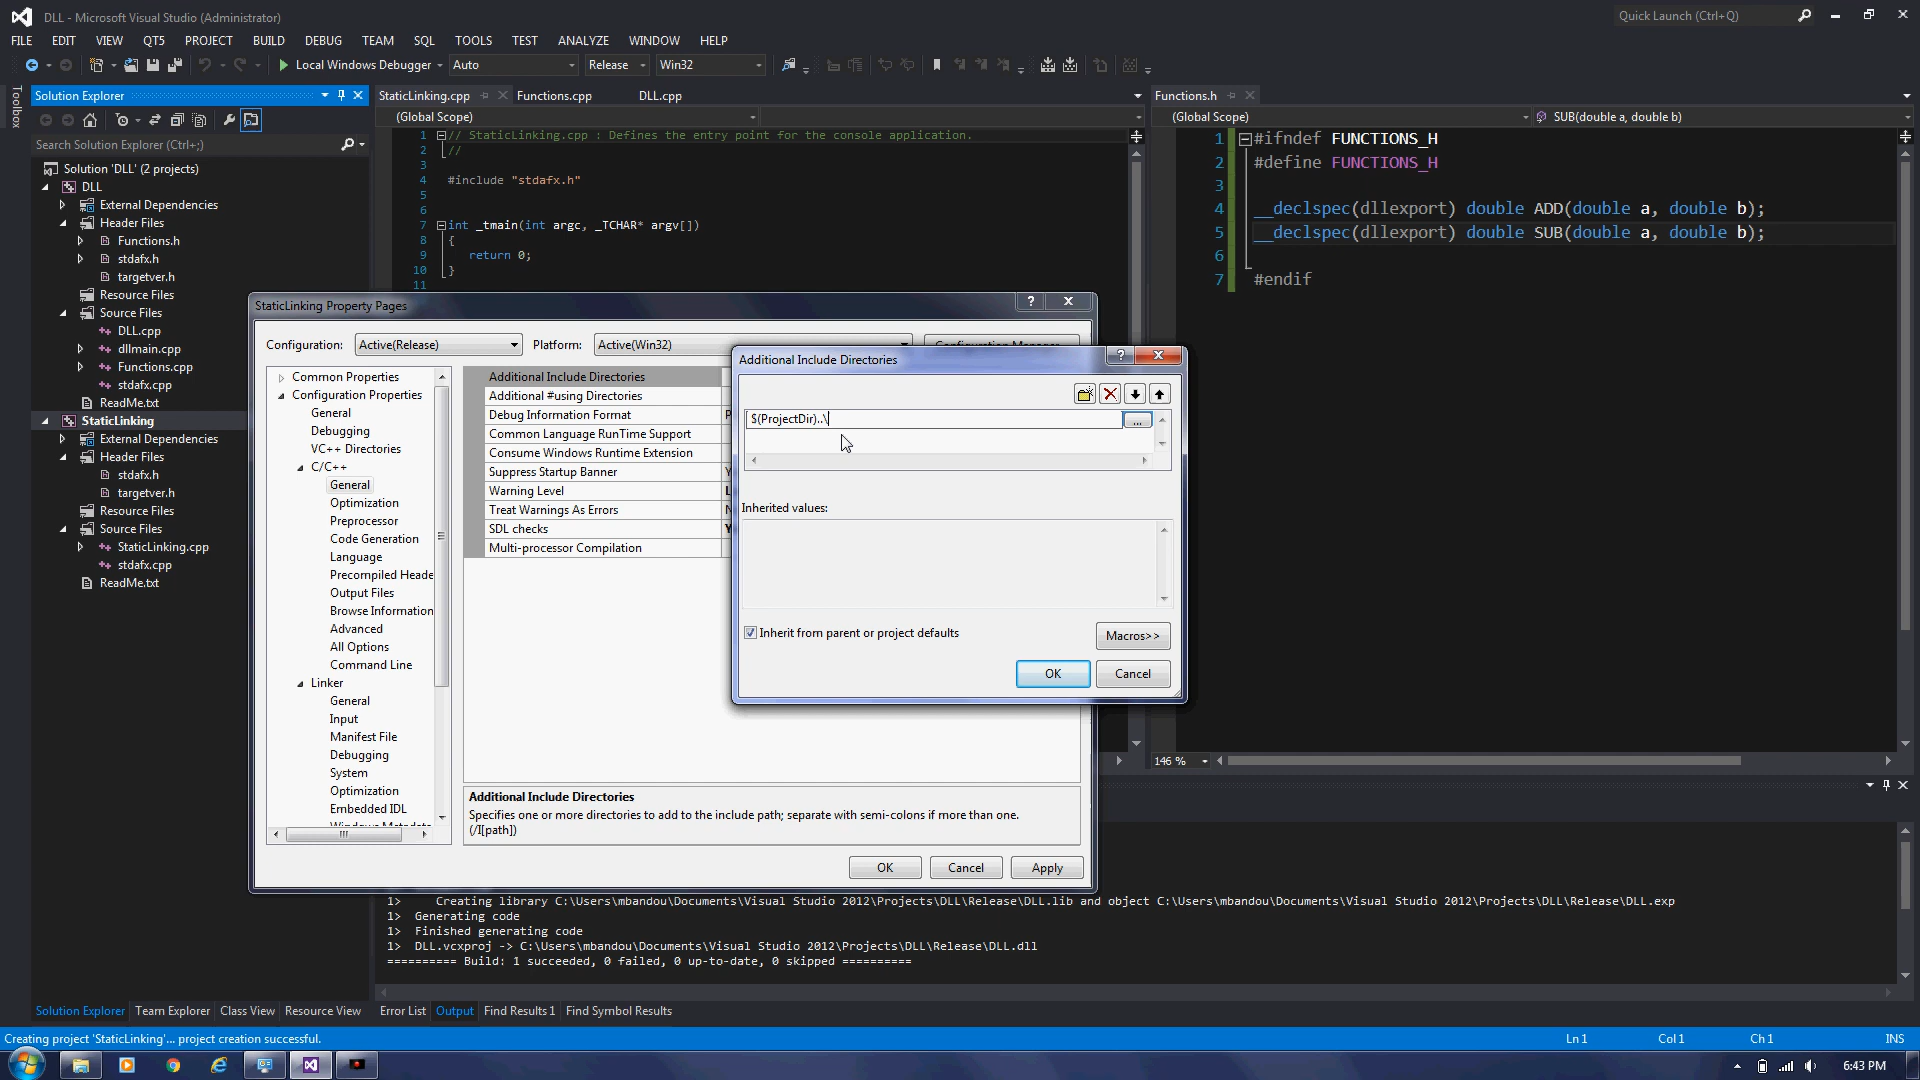 DLL - Microsoft Visual Studio (Administrator)
Quick Launch (Ctrl+Q)
FILE EDIT VIEW QT5 PROJECT BUILD DEBUG TEAM SQL TOOLS TEST ANALYZE WINDOW HELP
Local Windows Debugger Auto Release Win32
Toolbox
Solution Explorer
Search Solution Explorer (Ctrl+;)
Solution 'DLL' (2 projects)
DLL
External Dependencies
Header Files
Functions.h
stdafx.h
targetver.h
Resource Files
Source Files
DLL.cpp
dllmain.cpp
Functions.cpp
stdafx.cpp
ReadMe.txt
StaticLinking
External Dependencies
Header Files
stdafx.h
targetver.h
Resource Files
Source Files
StaticLinking.cpp
stdafx.cpp
ReadMe.txt
StaticLinking.cpp Functions.cpp DLL.cpp
(Global Scope)
1 // StaticLinking.cpp : Defines the entry point for the console application.
2 //
3
4 #include "stdafx.h"
5
6
7 int _tmain(int argc, _TCHAR* argv[])
8 {
9 return 0;
10 }
11
Functions.h
(Global Scope) SUB(double a, double b)
1 #ifndef FUNCTIONS_H
2 #define FUNCTIONS_H
3
4 __declspec(dllexport) double ADD(double a, double b);
5 __declspec(dllexport) double SUB(double a, double b);
6
7 #endif
146 %
StaticLinking Property Pages
Configuration: Active(Release) Platform: Active(Win32)
Common Properties
Configuration Properties
General
Debugging
VC++ Directories
C/C++
General
Optimization
Preprocessor
Code Generation
Language
Precompiled Heade
Output Files
Browse Information
Advanced
All Options
Command Line
Linker
General
Input
Manifest File
Debugging
System
Optimization
Embedded IDL
Additional Include Directories
Additional #using Directories
Debug Information Format
Common Language RunTime Support
Consume Windows Runtime Extension
Suppress Startup Banner
Warning Level
Treat Warnings As Errors
SDL checks
Multi-processor Compilation
Additional Include Directories
Specifies one or more directories to add to the include path; separate with semi-colons if more than one.
(/I[path])
OK Cancel Apply
Additional Include Directories
$(ProjectDir)..\
...
Inherited values:
Inherit from parent or project defaults
Macros>>
OK Cancel
1> Creating library C:\Users\mbandou\Documents\Visual Studio 2012\Projects\DLL\Release\DLL.lib and object C:\Users\mbandou\Documents\Visual Studio 2012\Projects\DLL\Release\DLL.exp
1> Generating code
1> Finished generating code
1> DLL.vcxproj -> C:\Users\mbandou\Documents\Visual Studio 2012\Projects\DLL\Release\DLL.dll
========== Build: 1 succeeded, 0 failed, 0 up-to-date, 0 skipped ==========
Solution Explorer Team Explorer Class View Resource View Error List Output Find Results 1 Find Symbol Results
Creating project 'StaticLinking'... project creation successful.
Ln 1 Col 1 Ch 1 INS
6:43 PM